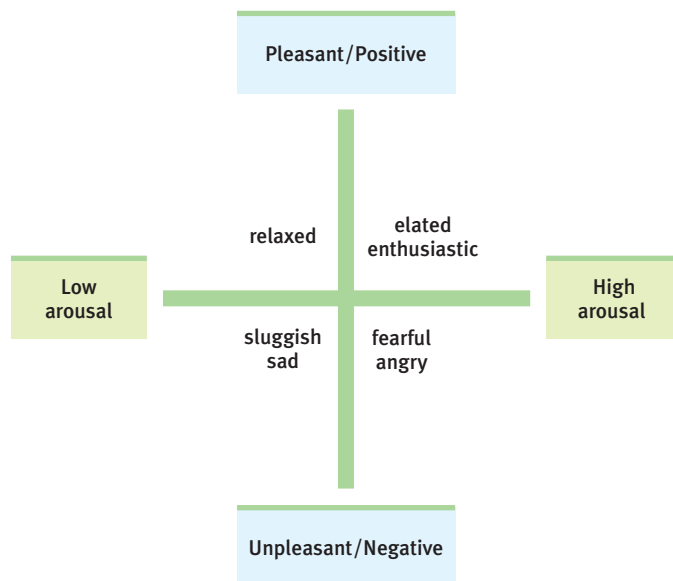 Pleasant/Positive
relaxed
elated
enthusiastic
Low
arousal
High
arousal
sluggish
sad
fearful
angry
Unpleasant/Negative